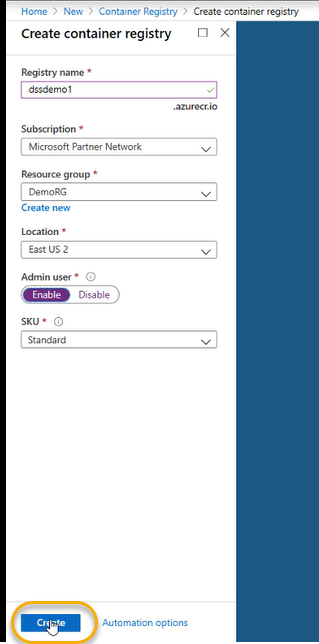 Home > New > Container Registry > Create container registry
Create container registry
Registry name *
dssdemo1
.azurecr.io
Subscription *
Microsoft Partner Network
Resource group *
DemoRG
Create new
Location *
East US 2
Admin user *
Enable Disable
SKU *
Standard
Create Automation options